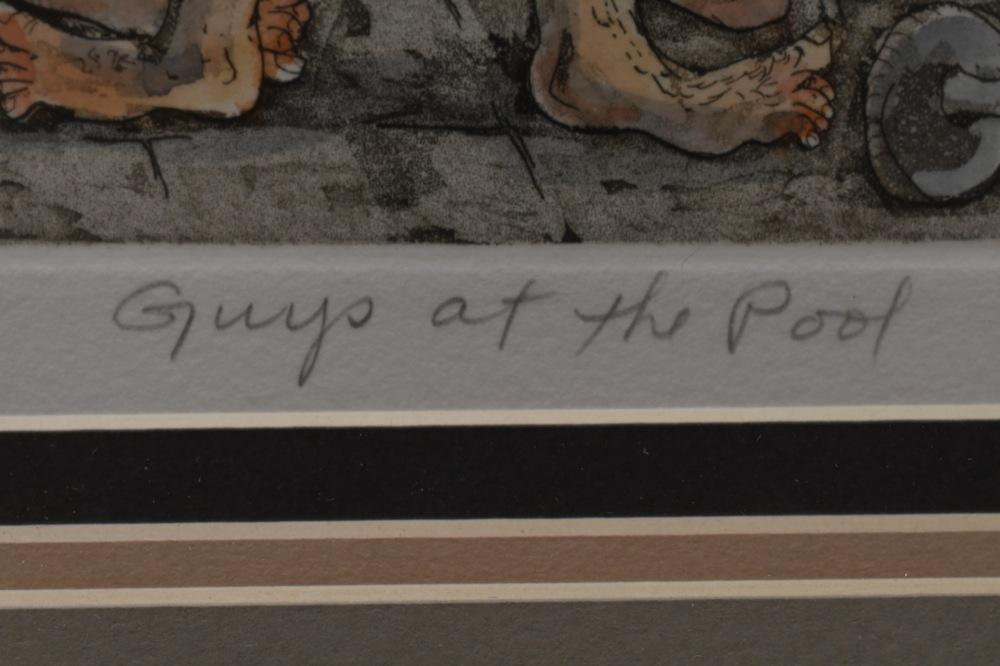 Guys at the Pool